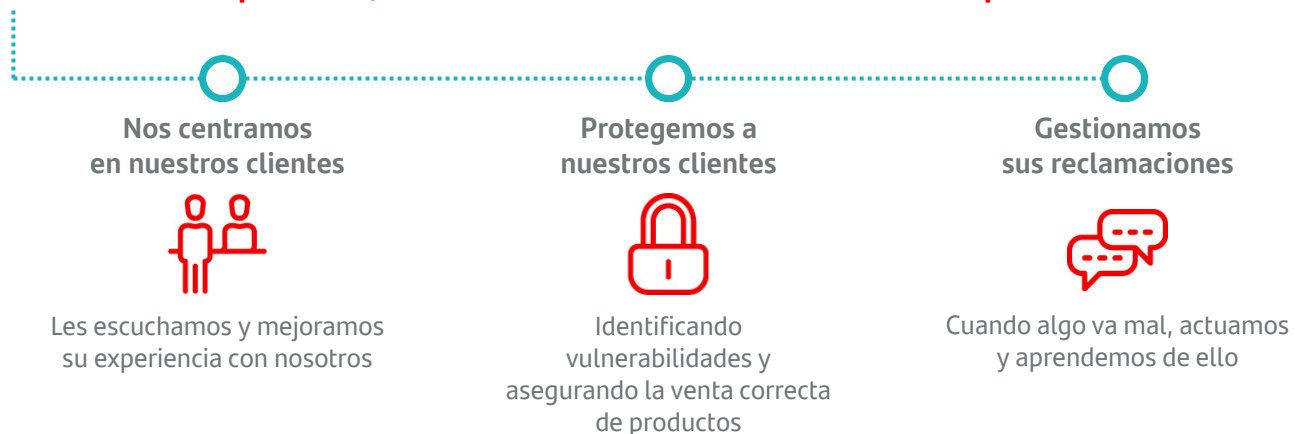 Nos centramos
en nuestros clientes
Les escuchamos y mejoramos
su experiencia con nosotros
Protegemos a
nuestros clientes
Identificando
vulnerabilidades y
asegurando la venta correcta
de productos
Gestionamos
sus reclamaciones
Cuando algo va mal, actuamos
y aprendemos de ello